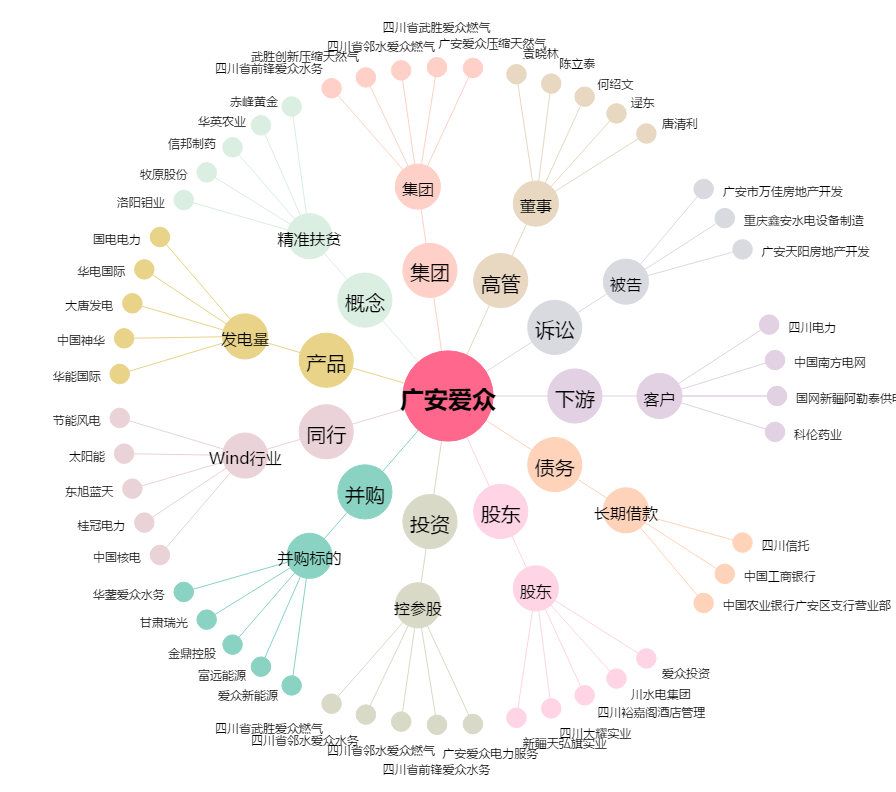 四川省武胜爱众燃气
四川省邻水爱众燃气
广安爱众压缩天然气
武胜创新压缩天然气
四川省前锋爱众水务
袁晓林
陈立泰
何绍文
逯东
唐清利
赤峰黄金
华英农业
信邦制药
牧原股份
洛阳钼业
集团
董事
广安市万佳房地产开发
重庆鑫安水电设备制造
广安天阳房地产开发
精准扶贫
集团
高管
被告
国电电力
华电国际
大唐发电
中国神华
华能国际
概念
诉讼
四川电力
中国南方电网
国网新疆阿勒泰供电
科伦药业
发电量
产品
广安爱众
下游
客户
节能风电
太阳能
东旭蓝天
桂冠电力
中国核电
Wind行业
同行
债务
长期借款
四川信托
中国工商银行
中国农业银行广安区支行营业部
并购
投资
股东
并购标的
华蓥爱众水务
甘肃瑞光
金鼎控股
富远能源
爱众新能源
控参股
股东
爱众投资
川水电集团
四川裕嘉阁酒店管理
四川大耀实业
新疆天弘旗实业
四川省武胜爱众燃气
四川省邻水爱众水务
四川省邻水爱众燃气
广安爱众电力服务
四川省前锋爱众水务